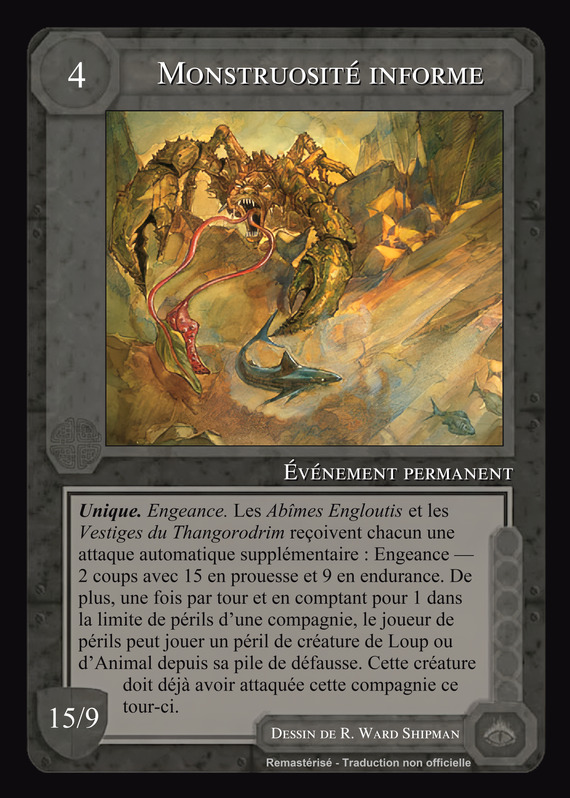 4
Monstruosité informe
Événement permanent
Unique. Engeance. Les Abîmes Engloutis et les
Vestiges du Thangorodrim reçoivent chacun une
attaque automatique supplémentaire : Engeance —
2 coups avec 15 en prouesse et 9 en endurance. De
plus, une fois par tour et en comptant pour 1 dans
la limite de périls d’une compagnie, le joueur de
périls peut jouer un péril de créature de Loup ou
d’Animal depuis sa pile de défausse. Cette créature
doit déjà avoir attaquée cette compagnie ce
tour-ci.
15/9
Dessin de R. Ward Shipman
Remastérisé - Traduction non officielle